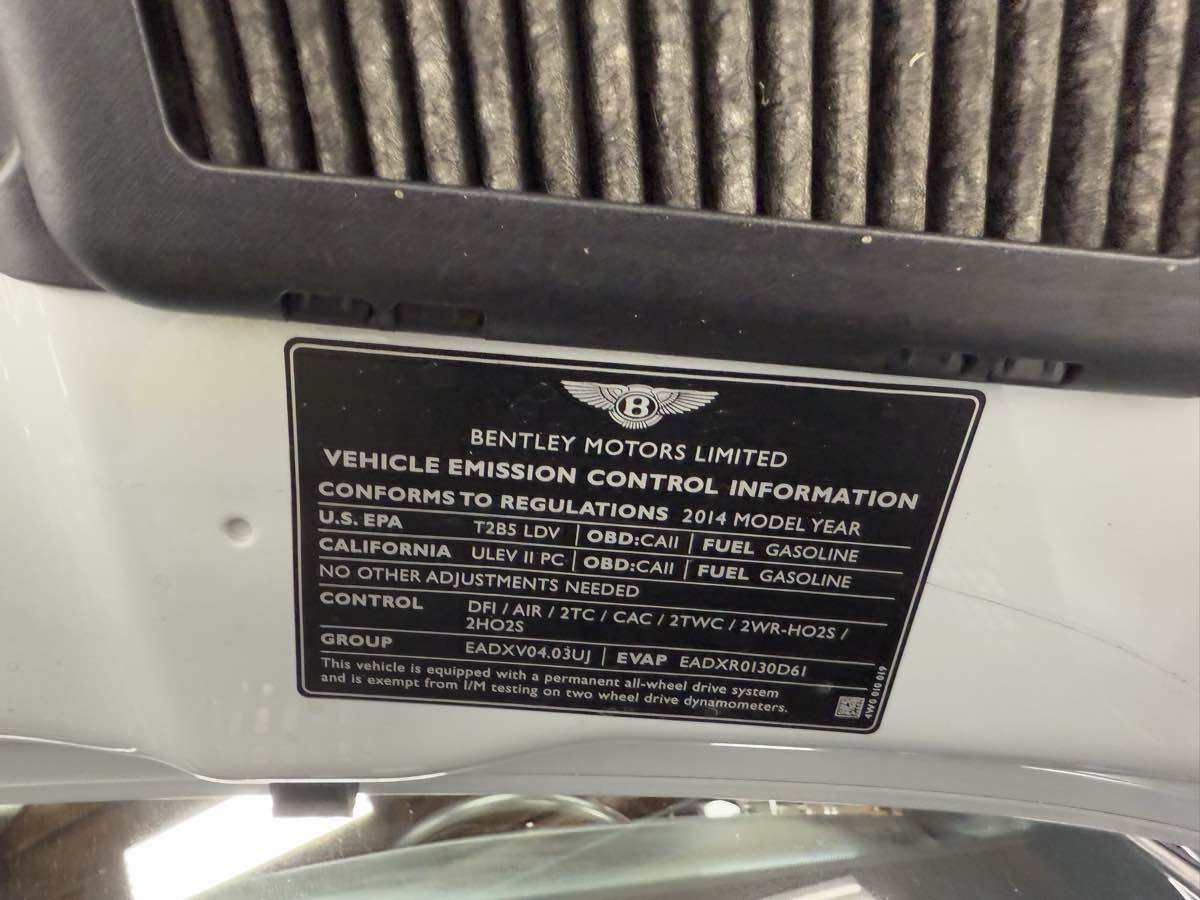 B
BENTLEY MOTORS LIMITED
VEHICLE EMISSION CONTROL INFORMATION
CONFORMS TO REGULATIONS 2014 MODEL YEAR
U.S. EPA T2B5 LDV OBD:CAII FUEL GASOLINE
CALIFORNIA ULEV II PC OBD:CAII FUEL GASOLINE
NO OTHER ADJUSTMENTS NEEDED
CONTROL DFI / AIR / 2TC / CAC / 2TWC / 2WR-HO2S /
2HO2S
GROUP EADXV04.03UJ EVAP EADXR0130D61
This vehicle is equipped with a permanent all-wheel drive system
and is exempt from I/M testing on two wheel drive dynamometers.
4W0 010 019